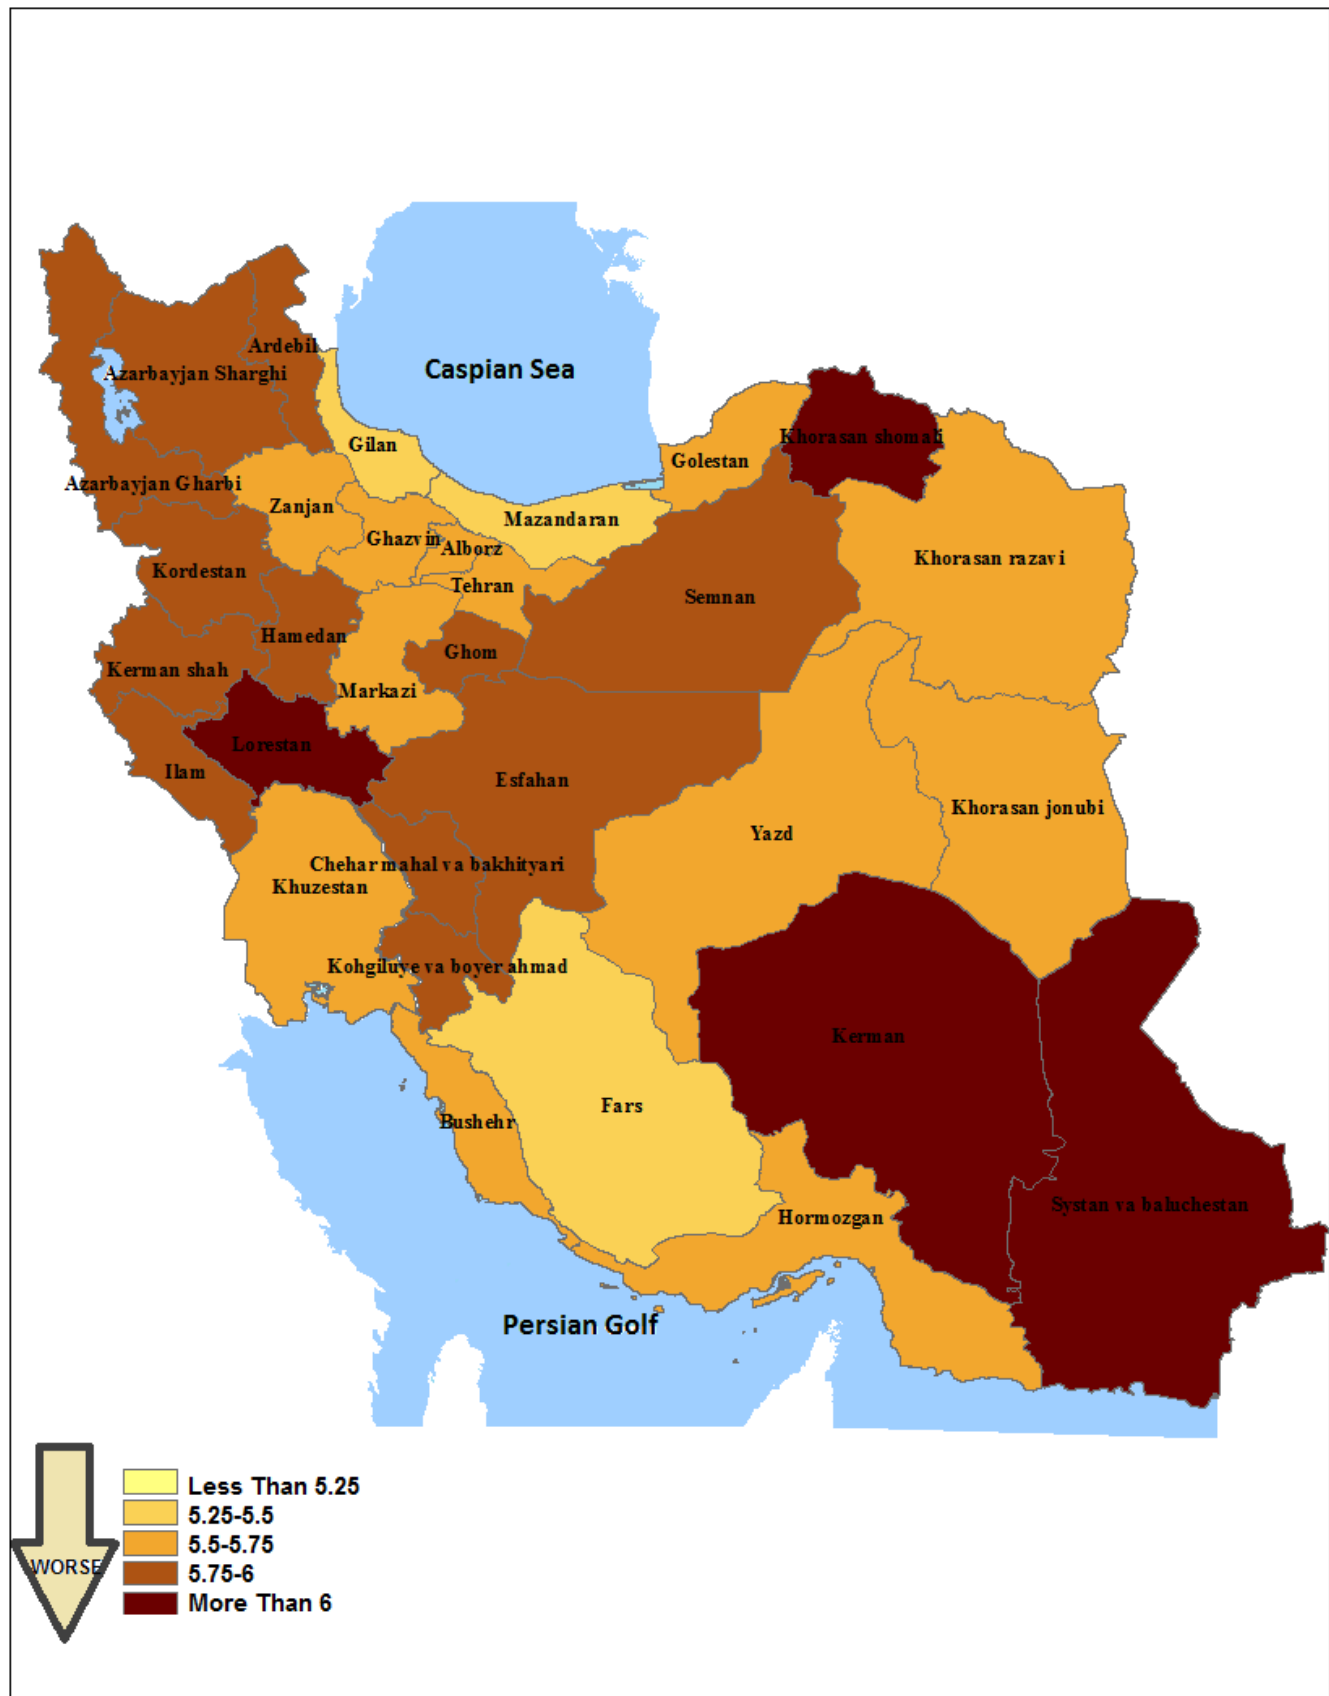 Ardebil
Caspian Sea
Azarbayjan Sharghi
Khorasan shomali
Gilan
Golestan
Azarbayjan Gharbi
Zanjan
Mazandaran
Ghazvin
Alborz
Khorasan razavi
Kordestan
Tehran
Semnan
Hamedan
Ghom
Kerman shah
Markazi
Lorestan
Ilam
Esfahan
Khorasan jonubi
Yazd
Chehar mahal va bakhityari
Khuzestan
Kohgiluye va boyer ahmad
Kerman
Fars
Bushehr
Systan va baluchestan
Hormozgan
Persian Golf
Less Than 5.25
5.25-5.5
5.5-5.75
WORSE
5.75-6
More Than 6